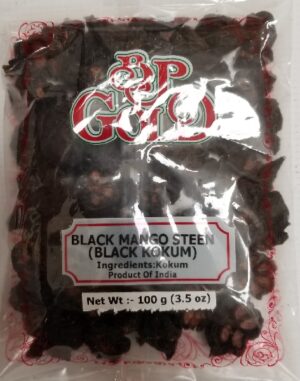 BP
GOLD
BLACK MANGO STEEN
(BLACK KOKUM)
Ingredients:Kokum
Product Of India
Net Wt :- 100 g (3.5 oz)